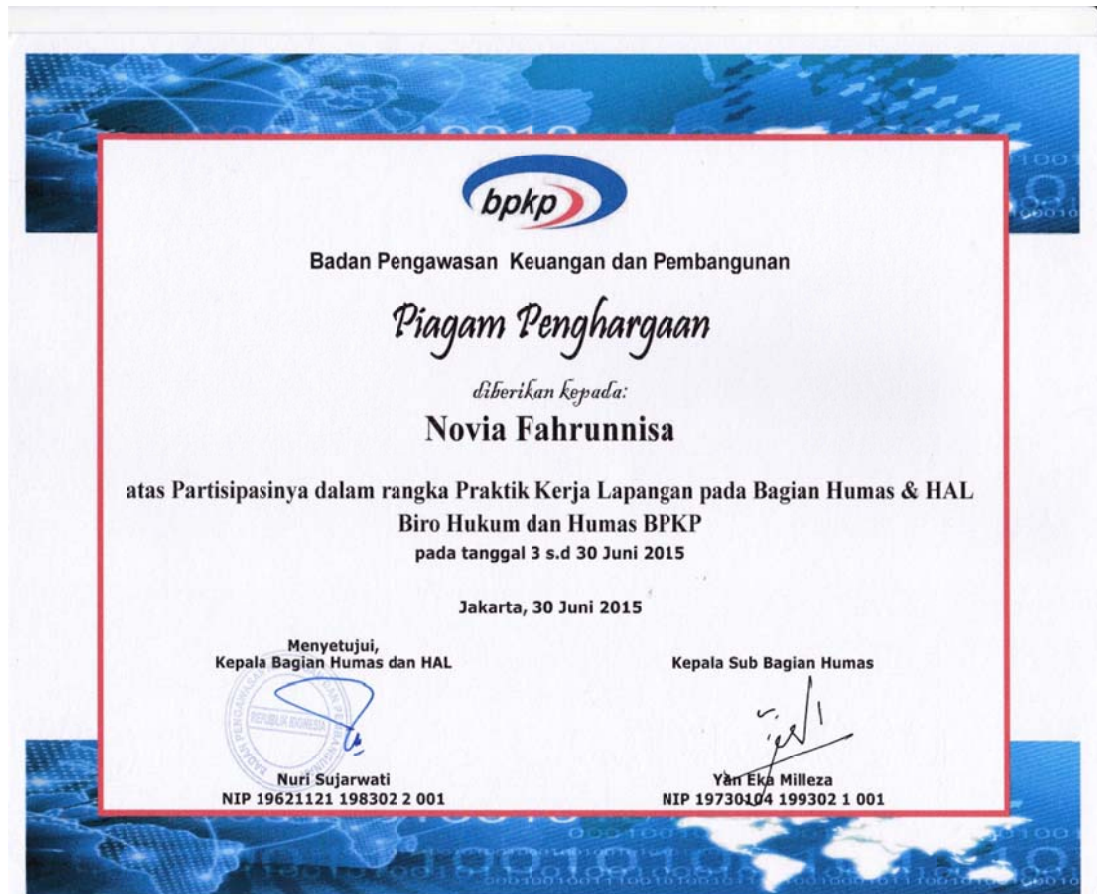 bpkp
Badan Pengawasan Keuangan dan Pembangunan
Piagam Penghargaan
diberikan kepada:
Novia Fahrunnisa
atas Partisipasinya dalam rangka Praktik Kerja Lapangan pada Bagian Humas & HAL
Biro Hukum dan Humas BPKP
pada tanggal 3 s.d 30 Juni 2015
Jakarta, 30 Juni 2015
Menyetujui,
Kepala Bagian Humas dan HAL
REPUBLIK INDONESIA
Nuri Sujarwati
NIP 19621121 198302 2 001
Kepala Sub Bagian Humas
Yan Eka Milleza
NIP 19730104 199302 1 001